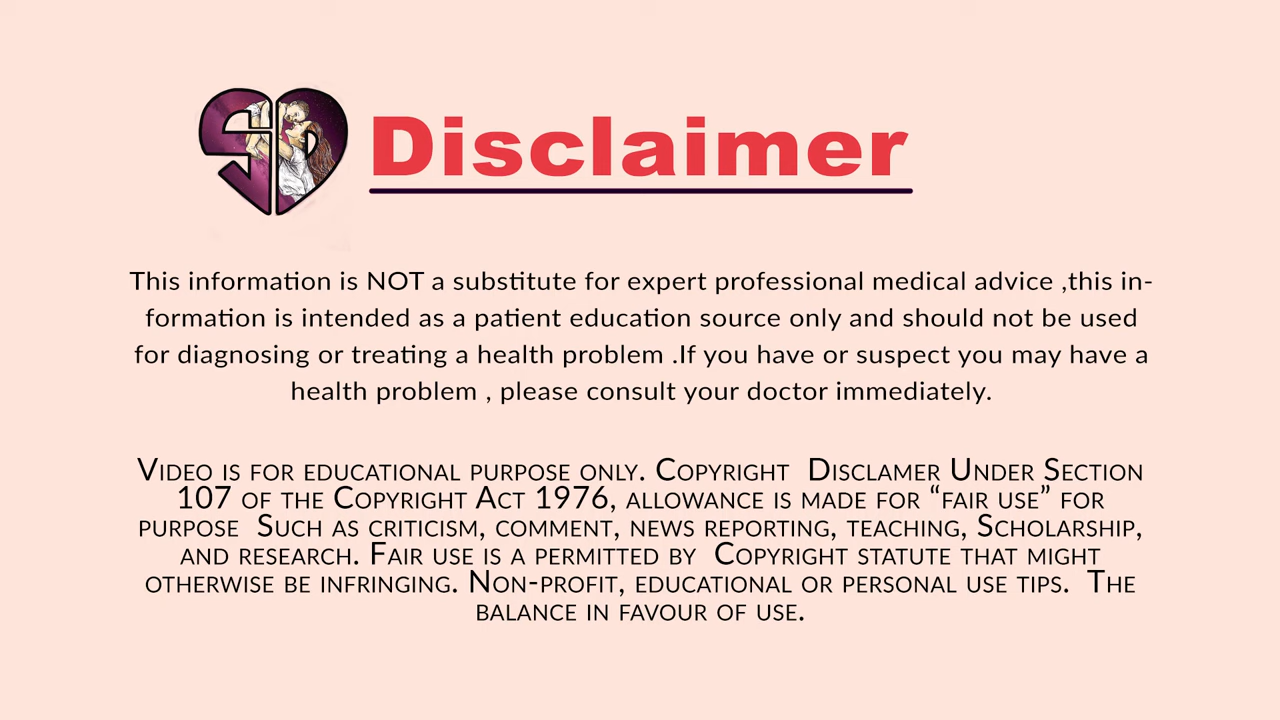 SD
Disclaimer
This information is NOT a substitute for expert professional medical advice ,this in-
formation is intended as a patient education source only and should not be used
for diagnosing or treating a health problem .If you have or suspect you may have a
health problem , please consult your doctor immediately.
Video is for educational purpose only. Copyright Disclamer Under Section
107 of the Copyright Act 1976, allowance is made for “fair use” for
purpose Such as criticism, comment, news reporting, teaching, Scholarship,
and research. Fair use is a permitted by Copyright statute that might
otherwise be infringing. Non-profit, educational or personal use tips. The
balance in favour of use.